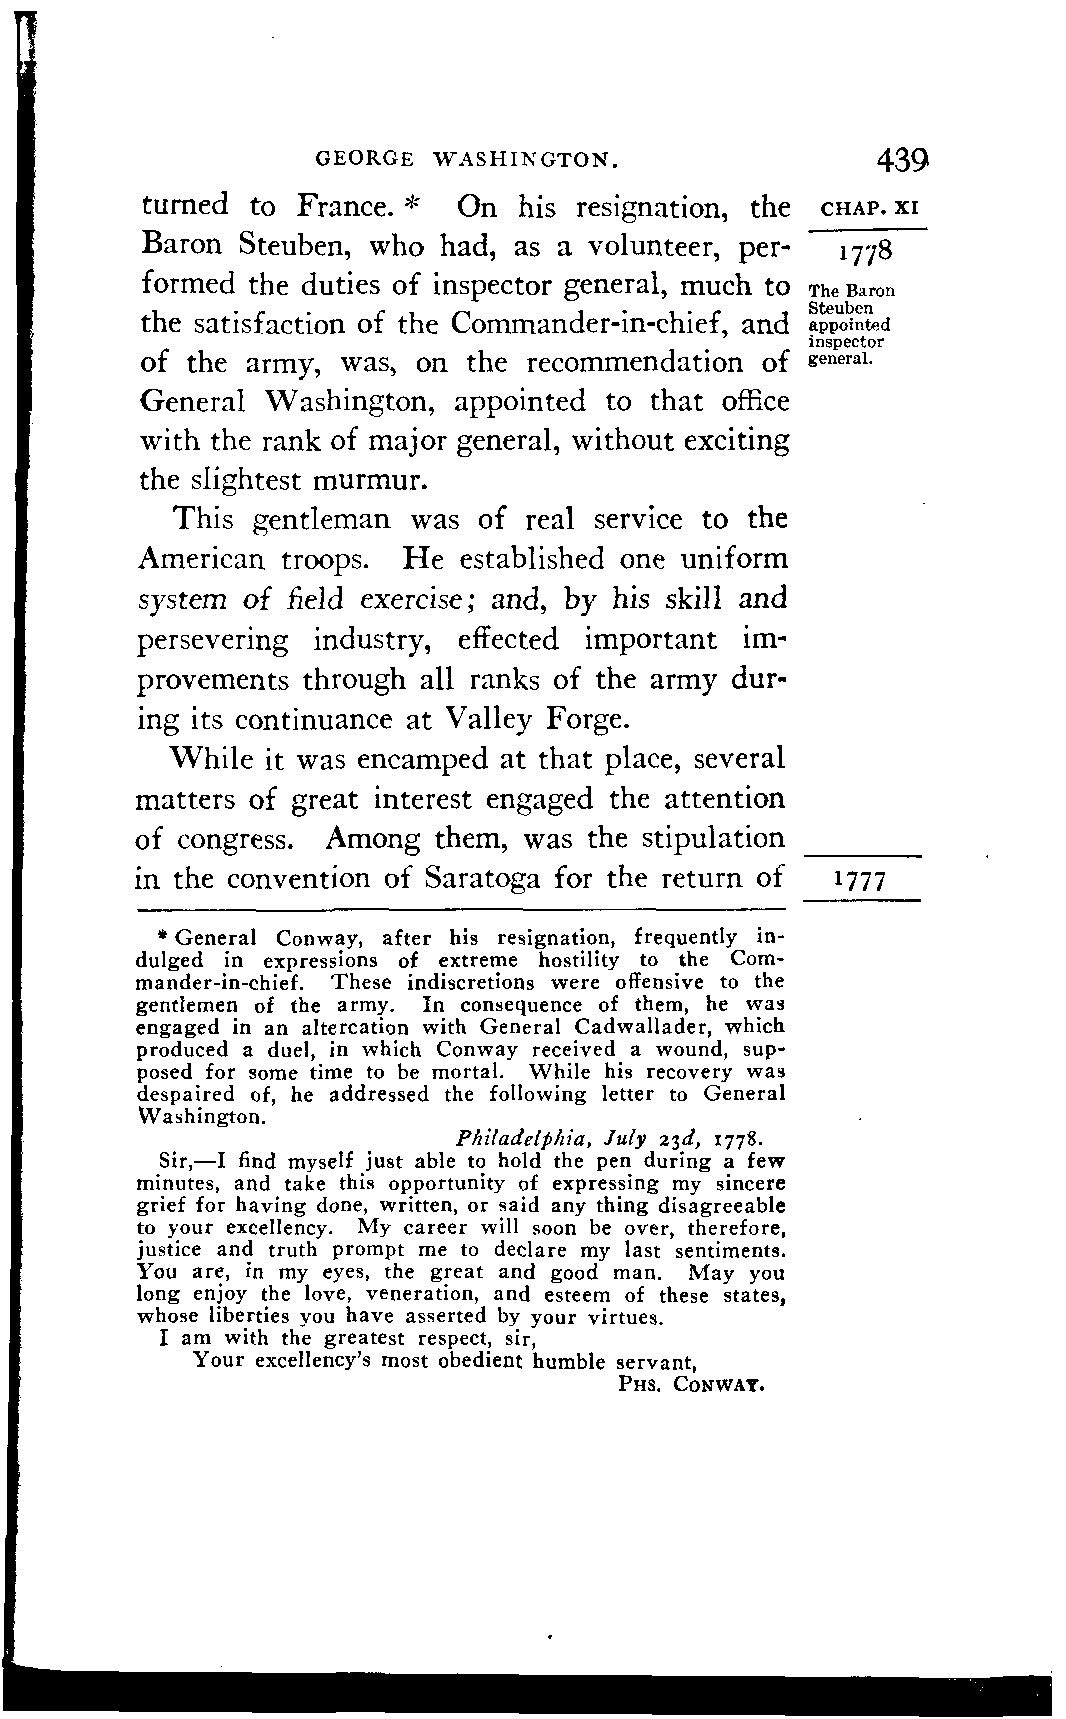 GEORGE WASHINGTON. 439
turned to France. * On his resignation, the
Baron Steuben, who had, as a volunteer, per-
formed the duties of inspector general, much to
the satisfaction of the Commander-in-chief, and
of the army, was, on the recommendation of
General Washington, appointed to that office
with the rank of major general, without exciting
the slightest murmur.
CHAP. XI
1778
The Baron
Steuben
appointed
inspector
general.
This gentleman was of real service to the
American troops. He established one uniform
system of field exercise; and, by his skill and
persevering industry, effected important im-
provements through all ranks of the army dur-
ing its continuance at Valley Forge.
While it was encamped at that place, several
matters of great interest engaged the attention
of congress. Among them, was the stipulation
in the convention of Saratoga for the return of
1777
* General Conway, after his resignation, frequently in-
dulged in expressions of extreme hostility to the Com-
mander-in-chief. These indiscretions were offensive to the
gentlemen of the army. In consequence of them, he was
engaged in an altercation with General Cadwallader, which
produced a duel, in which Conway received a wound, sup-
posed for some time to be mortal. While his recovery was
despaired of, he addressed the following letter to General
Washington.
Philadelphia, July 23d, 1778.
Sir,—I find myself just able to hold the pen during a few
minutes, and take this opportunity of expressing my sincere
grief for having done, written, or said any thing disagreeable
to your excellency. My career will soon be over, therefore,
justice and truth prompt me to declare my last sentiments.
You are, in my eyes, the great and good man. May you
long enjoy the love, veneration, and esteem of these states,
whose liberties you have asserted by your virtues.
I am with the greatest respect, sir,
Your excellency's most obedient humble servant,
PHS. CONWAY.